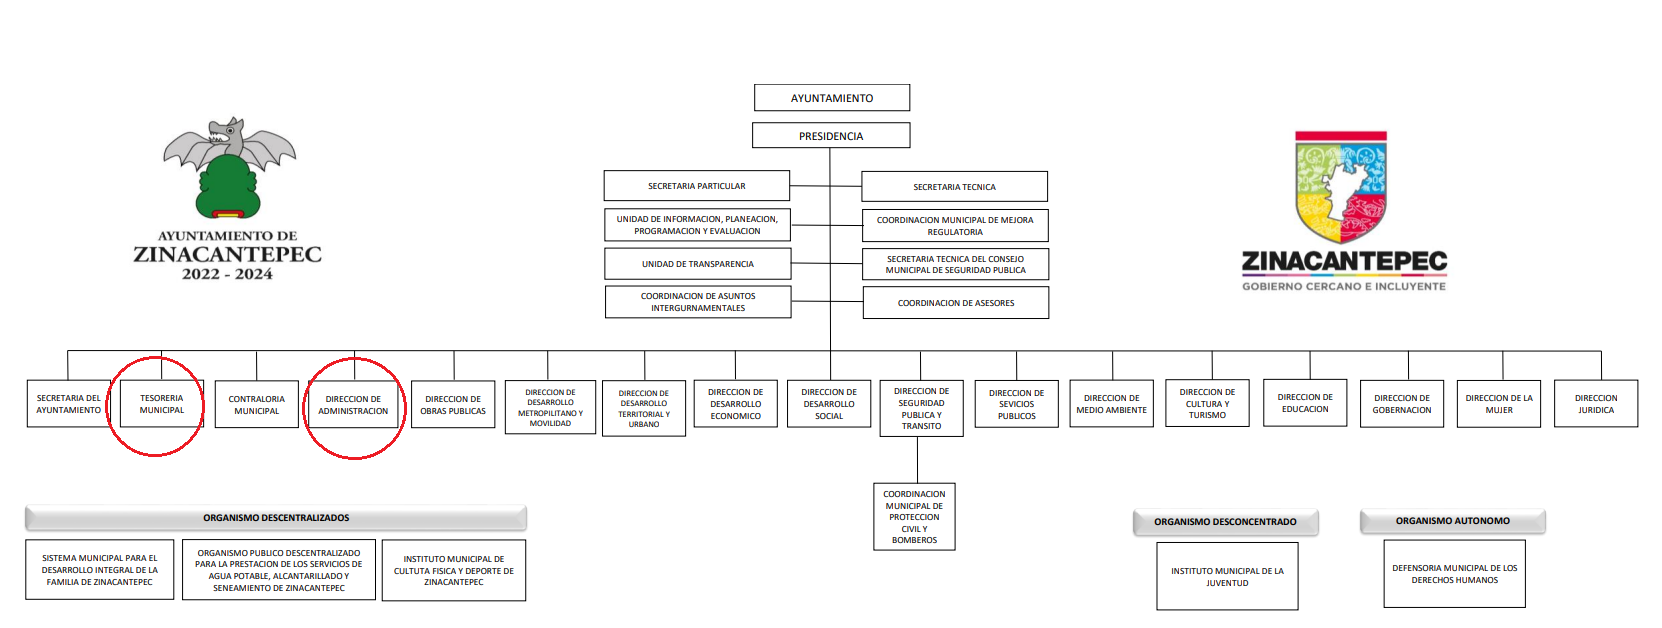 AYUNTAMIENTO
PRESIDENCIA
AYUNTAMIENTO DE
ZINACANTEPEC
2022 - 2024
ZINACANTEPEC
GOBIERNO CERCANO E INCLUYENTE
SECRETARIA PARTICULAR
SECRETARIA TECNICA
UNIDAD DE INFORMACION, PLANEACION,
PROGRAMACION Y EVALUACION
COORDINACION MUNICIPAL DE MEJORA
REGULATORIA
UNIDAD DE TRANSPARENCIA
SECRETARIA TECNICA DEL CONSEJO
MUNICIPAL DE SEGURIDAD PUBLICA
COORDINACION DE ASUNTOS
INTERGURNAMENTALES
COORDINACION DE ASESORES
SECRETARIA DEL
AYUNTAMIENTO
TESORERIA
MUNICIPAL
CONTRALORIA
MUNICIPAL
DIRECCION DE
ADMINISTRACION
DIRECCION DE
OBRAS PUBLICAS
DIRECCION DE
DESARROLLO
METROPILITANO Y
MOVILIDAD
DIRECCION DE
DESARROLLO
TERRITORIAL Y
URBANO
DIRECCION DE
DESARROLLO
ECONOMICO
DIRECCION DE
DESARROLLO
SOCIAL
DIRECCION DE
SEGURIDAD
PUBLICA Y
TRANSITO
DIRECCION DE
SEVICIOS
PUBLICOS
DIRECCION DE
MEDIO AMBIENTE
DIRECCION DE
CULTURA Y
TURISMO
DIRECCION DE
EDUCACION
DIRECCION DE
GOBERNACION
DIRECCION DE LA
MUJER
DIRECCION
JURIDICA
COORDINACION
MUNICIPAL DE
PROTECCION
CIVIL Y
BOMBEROS
ORGANISMO DESCENTRALIZADOS
SISTEMA MUNICIPAL PARA EL
DESARROLLO INTEGRAL DE LA
FAMILIA DE ZINACANTEPEC
ORGANISMO PUBLICO DESCENTRALIZADO
PARA LA PRESTACION DE LOS SERVICIOS DE
AGUA POTABLE, ALCANTARILLADO Y
SENEAMIENTO DE ZINACANTEPEC
INSTITUTO MUNICIPAL DE
CULTUTA FISICA Y DEPORTE DE
ZINACANTEPEC
ORGANISMO DESCONCENTRADO
INSTITUTO MUNICIPAL DE LA
JUVENTUD
ORGANISMO AUTONOMO
DEFENSORIA MUNICIPAL DE LOS
DERECHOS HUMANOS